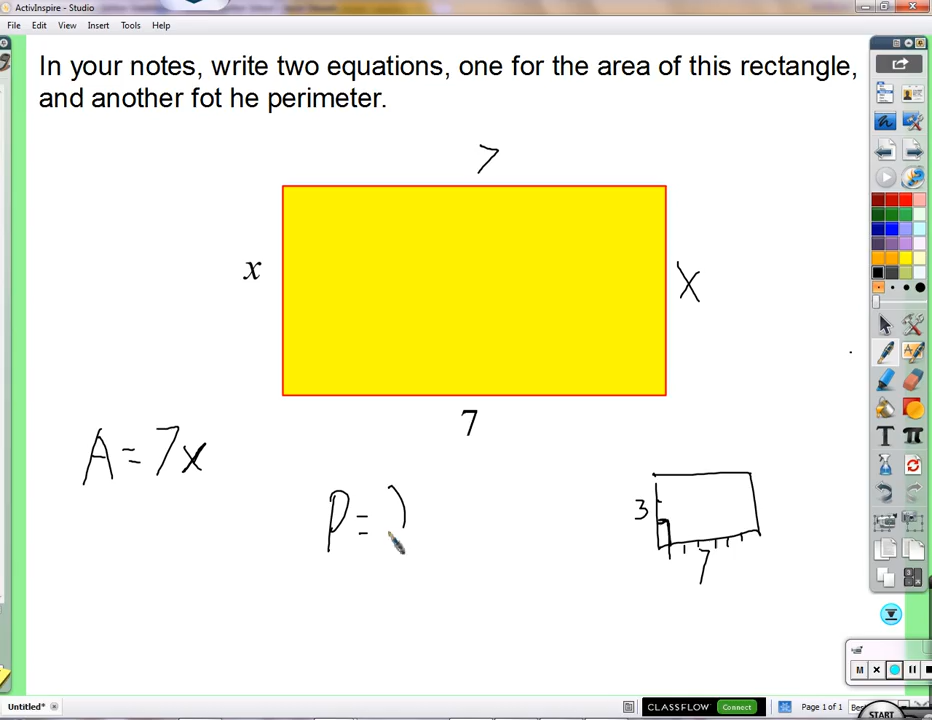 ActivInspire - Studio
File Edit View Insert Tools Help
In your notes, write two equations, one for the area of this rectangle,
and another fot he perimeter.
7
x
X
7
A = 7x
P =
3
7
T π
M
Untitled*
CLASSFLOW Connect
Page 1 of 1
START